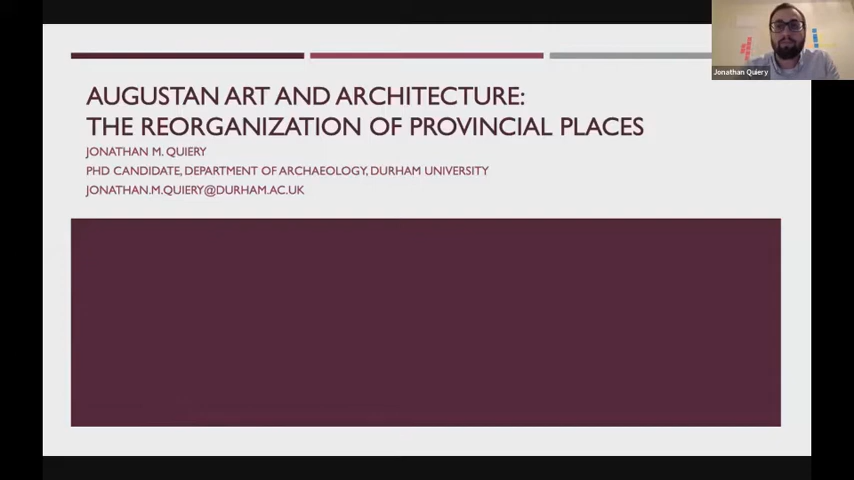 AUGUSTAN ART AND ARCHITECTURE:
THE REORGANIZATION OF PROVINCIAL PLACES
JONATHAN M. QUIERY
PHD CANDIDATE, DEPARTMENT OF ARCHAEOLOGY, DURHAM UNIVERSITY
JONATHAN.M.QUIERY@DURHAM.AC.UK
Jonathan Quiery